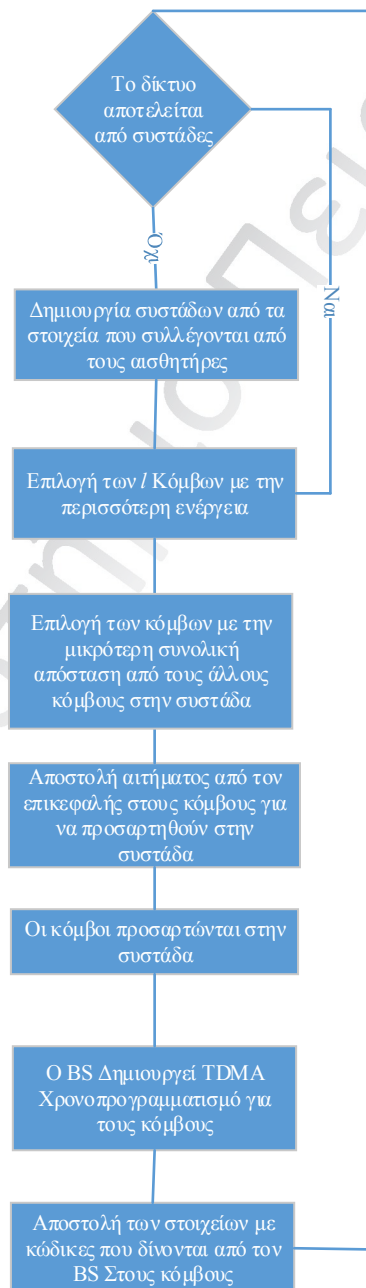 Το δίκτυο
αποτελείται
από συστάδες
Όχι
Ναι
Δημιουργία συστάδων από τα
στοιχεία που συλλέγονται από
τους αισθητήρες
Επιλογή των l Κόμβων με την
περισσότερη ενέργεια
Επιλογή των κόμβων με την
μικρότερη συνολική
απόσταση από τους άλλους
κόμβους στην συστάδα
Αποστολή αιτήματος από τον
επικεφαλής στους κόμβους για
να προσαρτηθούν στην
συστάδα
Οι κόμβοι προσαρτώνται στην
συστάδα
Ο BS Δημιουργεί TDMA
Χρονοπρογραμματισμό για
τους κόμβους
Αποστολή των στοιχείων με
κώδικες που δίνονται από τον
BS Στους κόμβους